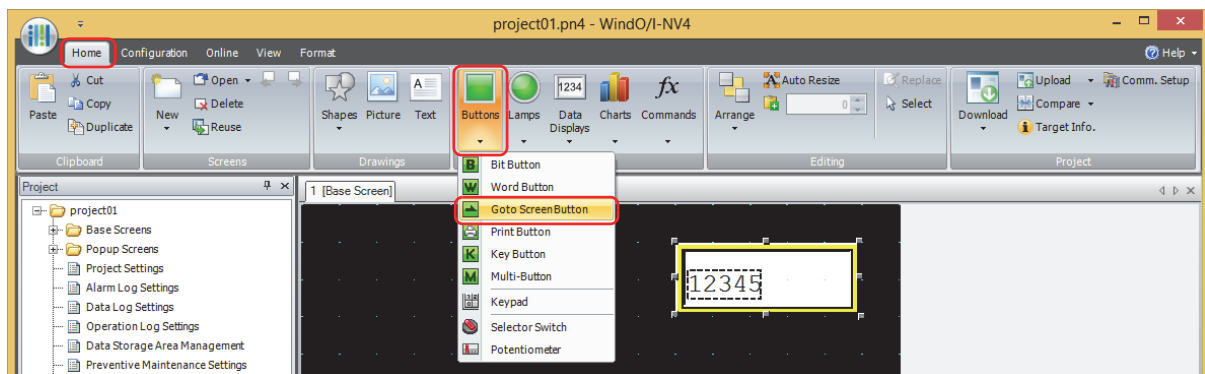 project01.pn4 - WindO/I-NV4
Home Configuration Online View Format Help
Cut Open Auto Resize Replace Upload Comm. Setup
Copy Delete 1234 fx 0 Select Compare
Paste Duplicate New Reuse Shapes Picture Text Buttons Lamps Data Displays Charts Commands Arrange Download Target Info.
Clipboard Screens Drawings Editing Project
Project 1 [Base Screen]
project01
Base Screens
Popup Screens
Project Settings
Alarm Log Settings
Data Log Settings
Operation Log Settings
Data Storage Area Management
Preventive Maintenance Settings
B Bit Button
W Word Button
Goto Screen Button
Print Button
K Key Button
M Multi-Button
Keypad
Selector Switch
Potentiometer
12345